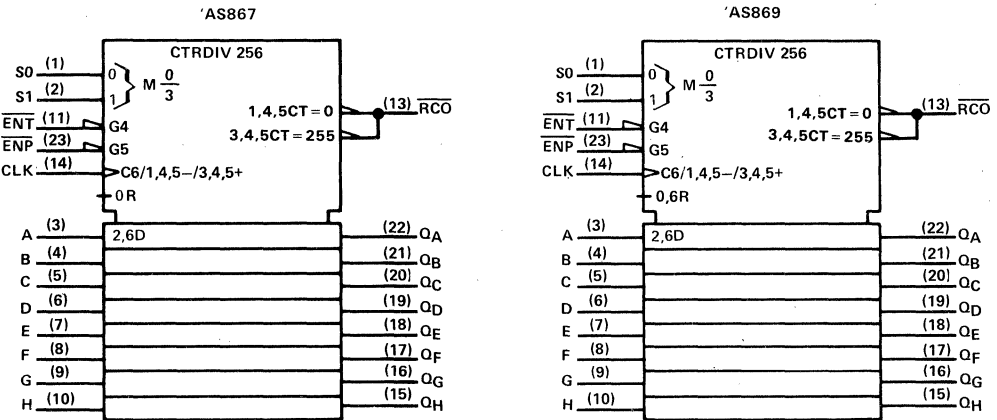 'AS867
CTRDIV 256
S0 (1) 0
M 0/3
S1 (2) 1
1,4,5CT = 0
(13) RCO
ENT (11) G4
3,4,5CT = 255
ENP (23) G5
CLK (14) C6/1,4,5−/3,4,5+
0R
A (3) 2,6D (22) QA
B (4) (21) QB
C (5) (20) QC
D (6) (19) QD
E (7) (18) QE
F (8) (17) QF
G (9) (16) QG
H (10) (15) QH
'AS869
CTRDIV 256
S0 (1) 0
M 0/3
S1 (2) 1
1,4,5CT = 0
(13) RCO
ENT (11) G4
3,4,5CT = 255
ENP (23) G5
CLK (14) C6/1,4,5−/3,4,5+
0,6R
A (3) 2,6D (22) QA
B (4) (21) QB
C (5) (20) QC
D (6) (19) QD
E (7) (18) QE
F (8) (17) QF
G (9) (16) QG
H (10) (15) QH